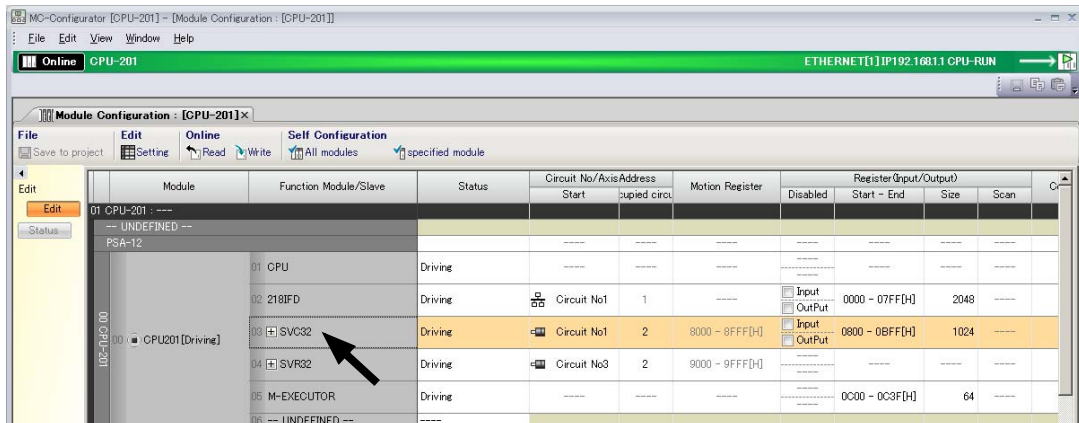 MC-Configurator [CPU-201] - [Module Configuration : [CPU-201]]
File Edit View Window Help
Online CPU-201 ETHERNET[1] IP192.168.1.1 CPU-RUN
Module Configuration : [CPU-201]×
File Edit Online Self Configuration
Save to project Setting Read Write All modules specified module
Edit
Edit
Status
Module Function Module/Slave Status Circuit No/AxisAddress Motion Register Register(Input/Output)
Start cupied circu Disabled Start - End Size Scan
01 CPU-201 : ---
-- UNDEFINED --
PSA-12 ---- ---- ---- ---- ---- ---- ----
00 CPU-201
00 CPU201[Driving]
01 CPU Driving ---- ---- ---- ---- ---- ---- ----
02 218IFD Driving Circuit No1 1 ---- Input OutPut 0000 - 07FF[H] 2048 ----
03 SVC32 Driving Circuit No1 2 8000 - 8FFF[H] Input OutPut 0800 - 0BFF[H] 1024 ----
04 SVR32 Driving Circuit No3 2 9000 - 9FFF[H] ---- ---- ---- ----
05 M-EXECUTOR Driving ---- ---- ---- ---- 0C00 - 0C3F[H] 64 ----
06 -- UNDEFINED -- ----